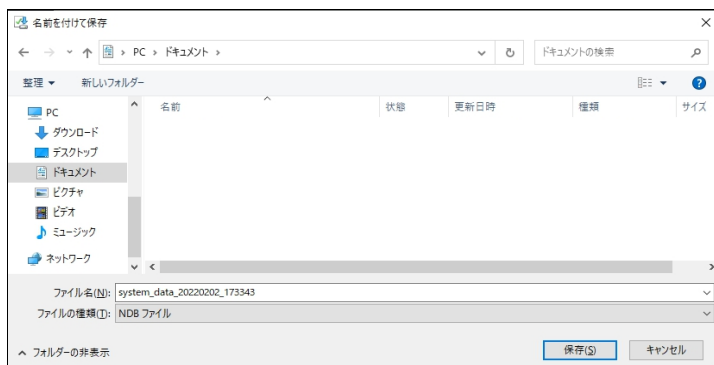 名前を付けて保存
PC › ドキュメント ›
ドキュメントの検索
整理 新しいフォルダー
名前 状態 更新日時 種類 サイズ
PC
ダウンロード
デスクトップ
ドキュメント
ピクチャ
ビデオ
ミュージック
ネットワーク
ファイル名(N): system_data_20220202_173343
ファイルの種類(T): NDB ファイル
フォルダーの非表示
保存(S) キャンセル